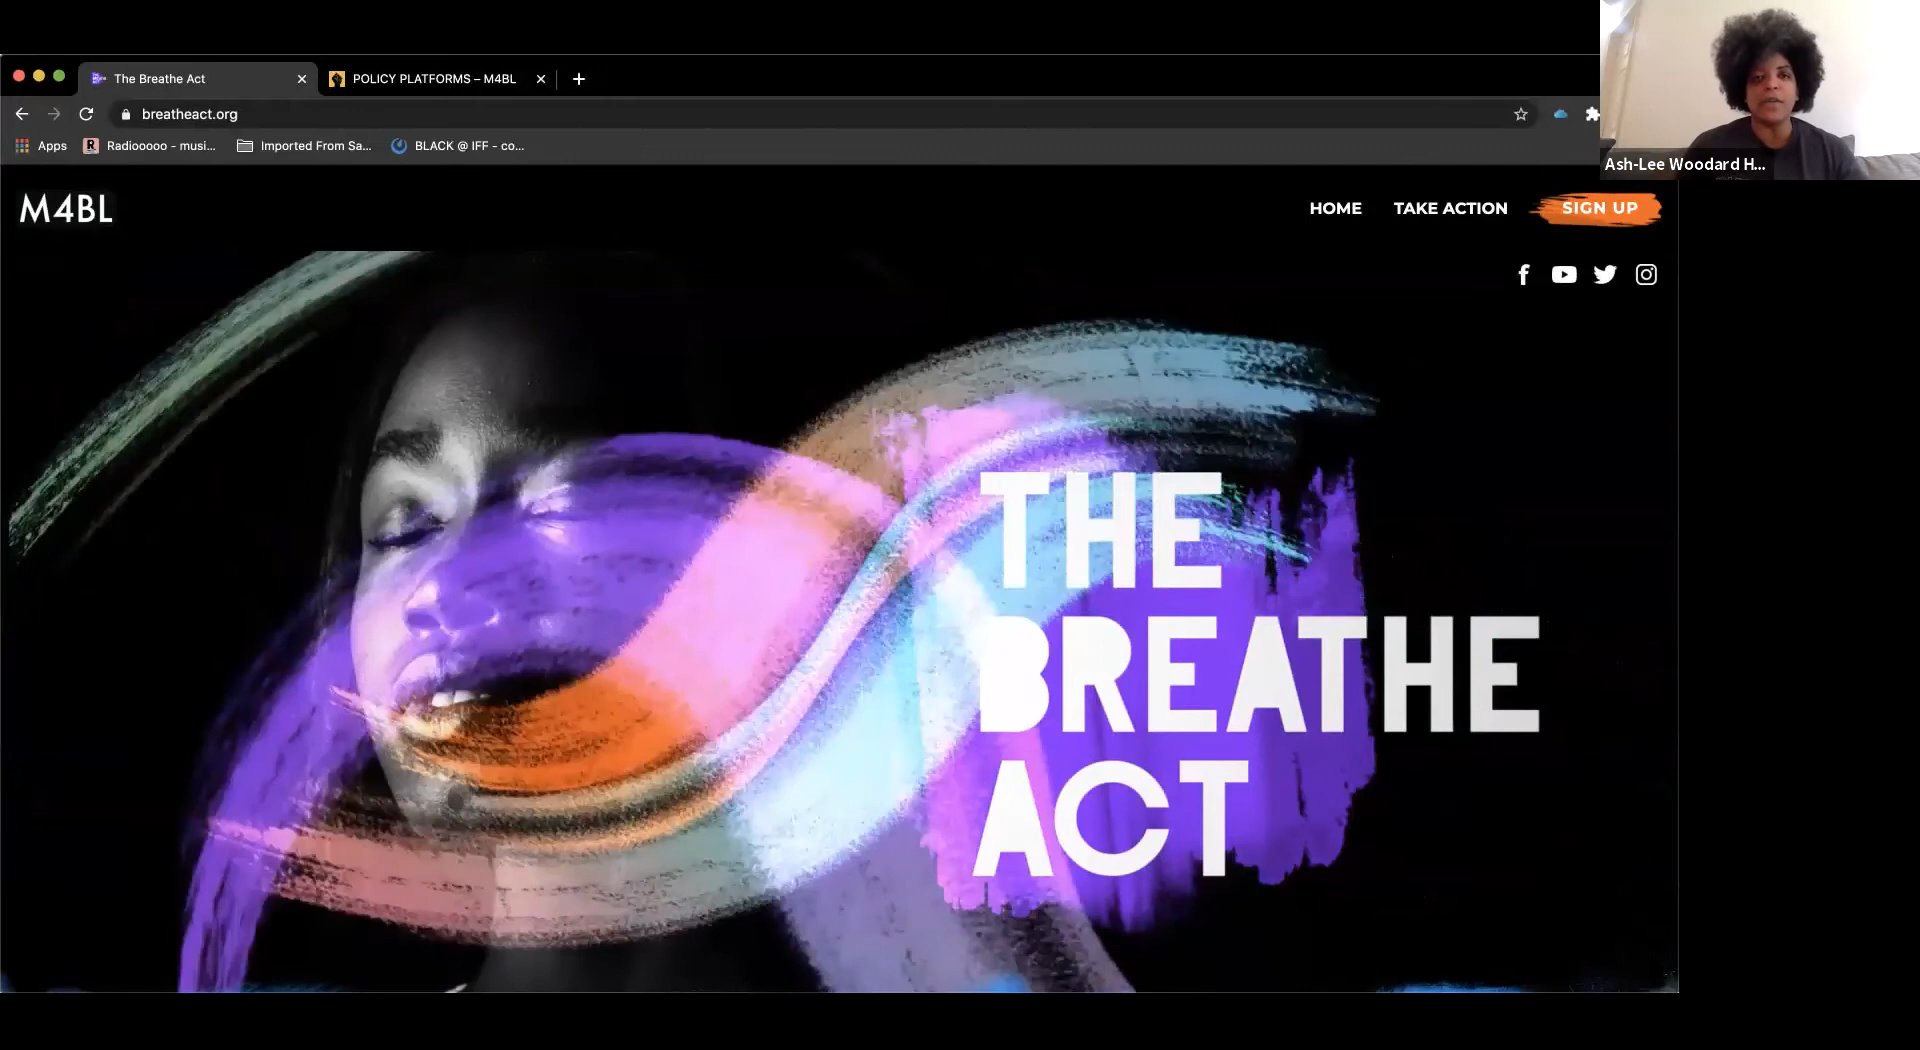 The Breathe Act
POLICY PLATFORMS – M4BL
breatheact.org
Apps
Radiooooo - musi...
Imported From Sa...
BLACK @ IFF - co...
Ash-Lee Woodard H...
M4BL
HOME
TAKE ACTION
SIGN UP
THE
BREATHE
ACT